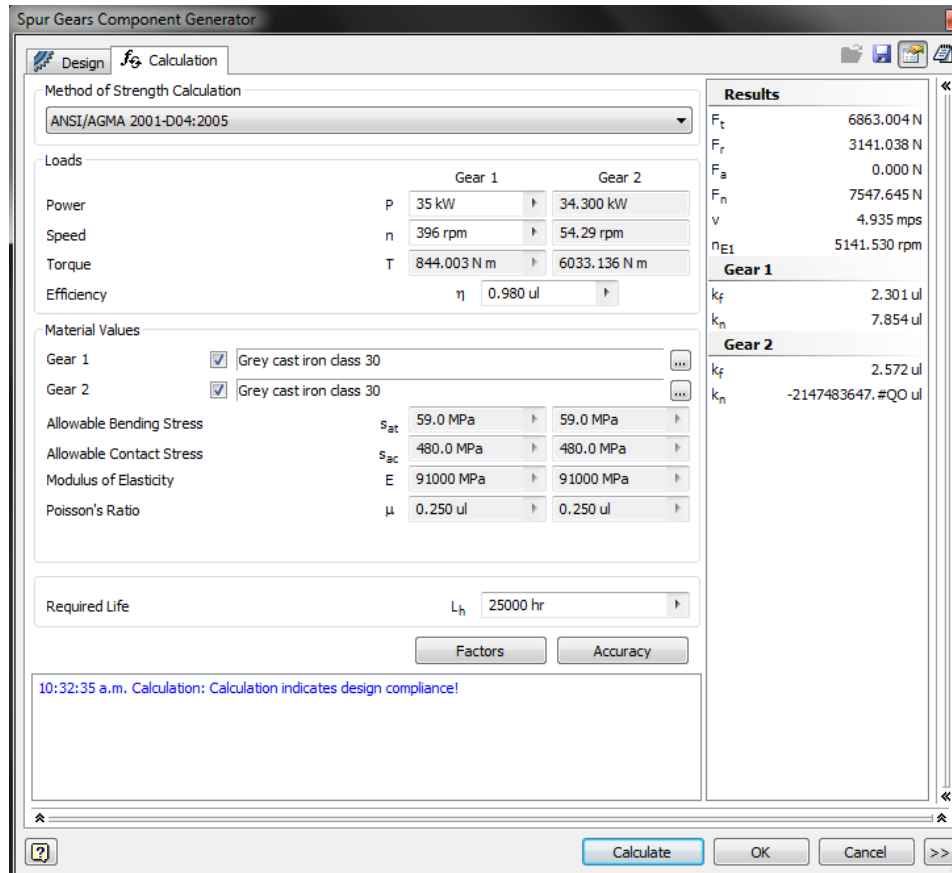 Spur Gears Component Generator
Design
Calculation
Method of Strength Calculation
ANSI/AGMA 2001-D04:2005
Loads
Gear 1 Gear 2
Power P 35 kW 34.300 kW
Speed n 396 rpm 54.29 rpm
Torque T 844.003 N m 6033.136 N m
Efficiency η 0.980 ul
Material Values
Gear 1 Grey cast iron class 30 ...
Gear 2 Grey cast iron class 30 ...
Allowable Bending Stress sat 59.0 MPa 59.0 MPa
Allowable Contact Stress sac 480.0 MPa 480.0 MPa
Modulus of Elasticity E 91000 MPa 91000 MPa
Poisson's Ratio μ 0.250 ul 0.250 ul
Required Life Lh 25000 hr
Factors Accuracy
10:32:35 a.m. Calculation: Calculation indicates design compliance!
Results
Ft 6863.004 N
Fr 3141.038 N
Fa 0.000 N
Fn 7547.645 N
v 4.935 mps
nE1 5141.530 rpm
Gear 1
kf 2.301 ul
kn 7.854 ul
Gear 2
kf 2.572 ul
kn -2147483647.#QO ul
? Calculate OK Cancel >>